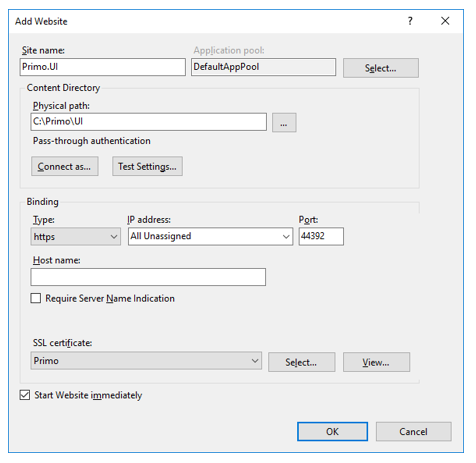 Add Website
? 
Site name: Application pool:
Primo.UI DefaultAppPool Select...
Content Directory
Physical path:
C:\Primo\UI ...
Pass-through authentication
Connect as... Test Settings...
Binding
Type: IP address: Port:
https All Unassigned 44392
Host name:
Require Server Name Indication
SSL certificate:
Primo Select... View...
Start Website immediately
OK Cancel